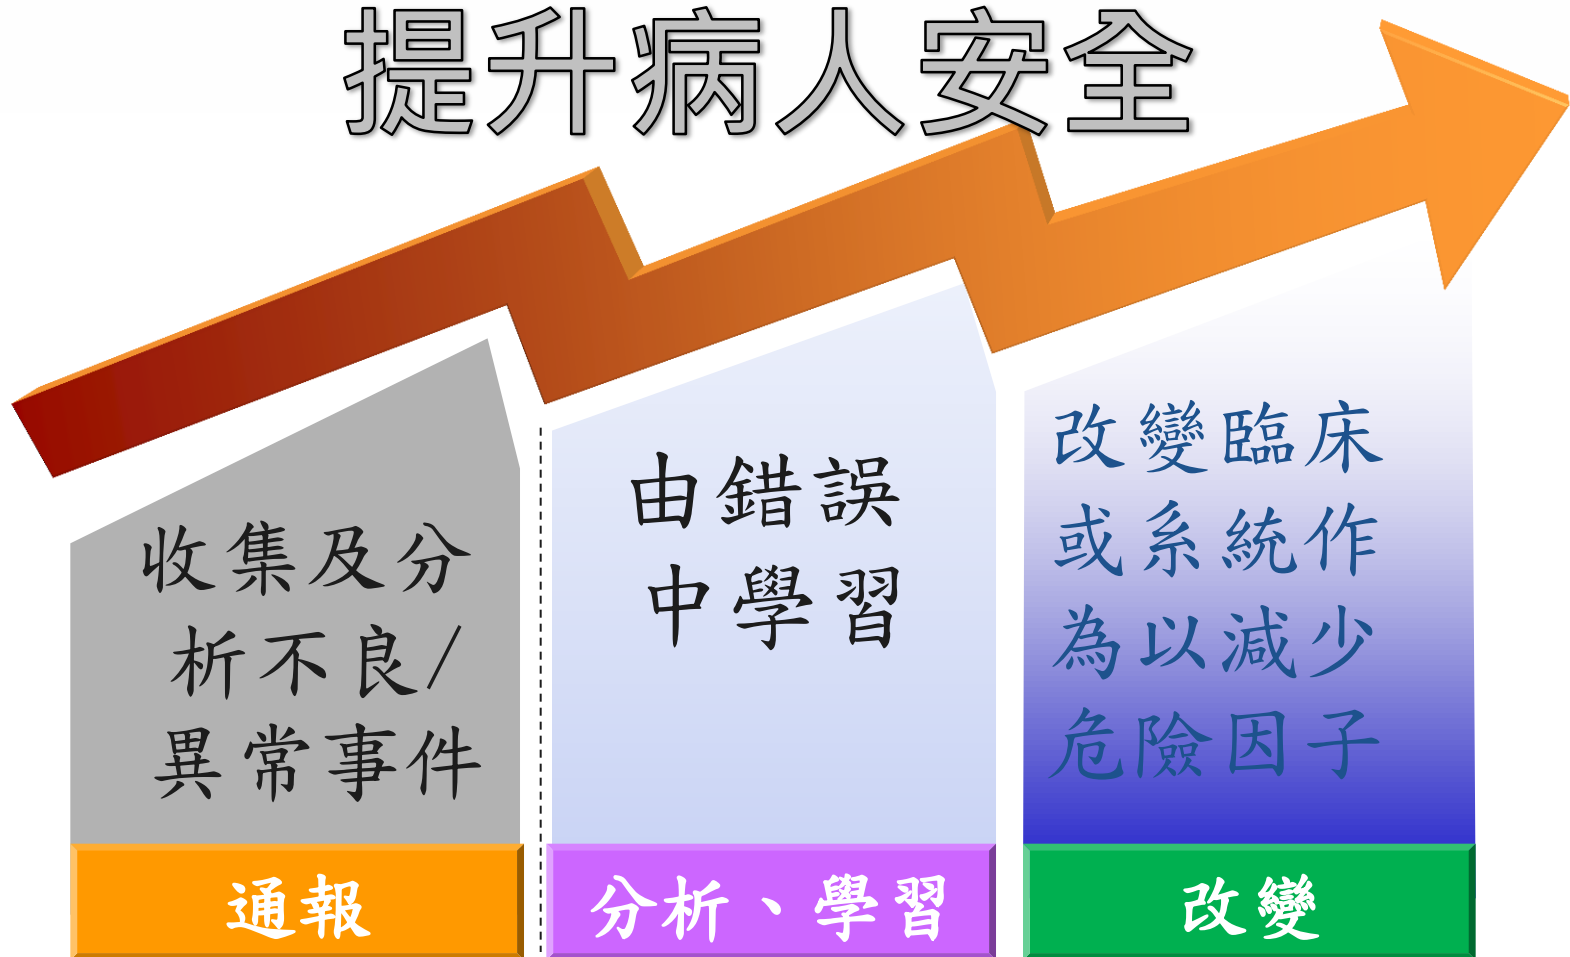 提升病人安全
收集及分
析不良/
異常事件
由錯誤
中學習
改變臨床
或系統作
為以減少
危險因子
通報
分析、學習
改變